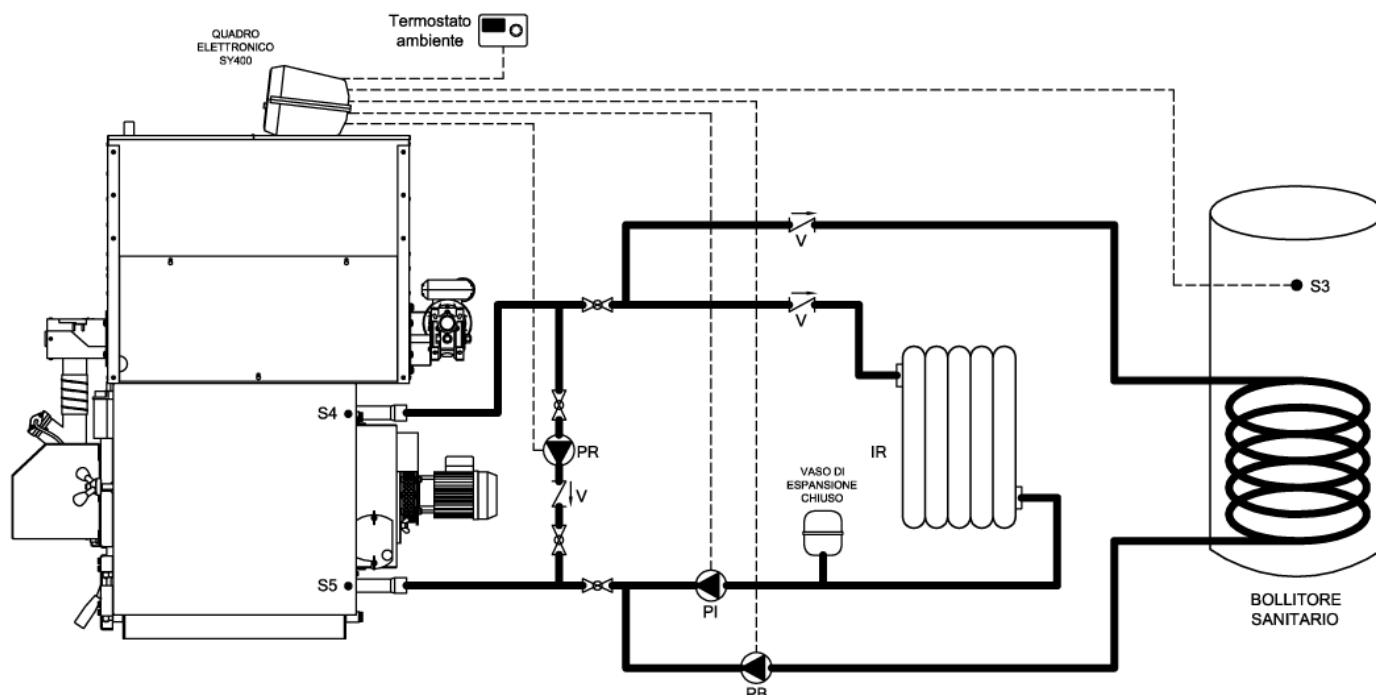 QUADRO
ELETTRONICO
SY400
Termostato
ambiente
V
V
S3
S4
PR
V
IR
VASO DI
ESPANSIONE
CHIUSO
S5
PI
PB
BOLLITORE
SANITARIO